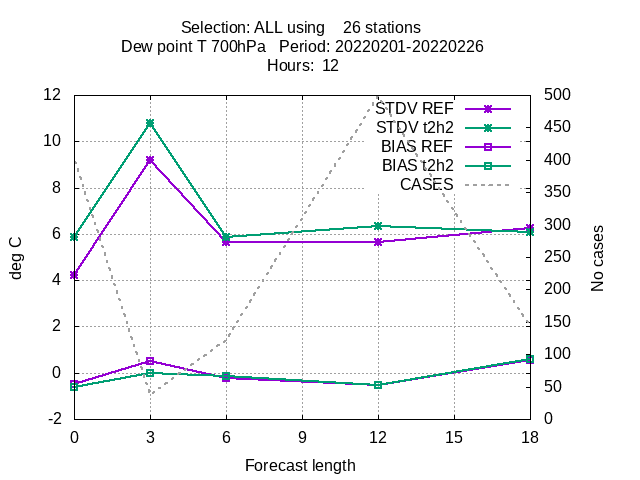 Selection: ALL using    26 stations
Dew point T 700hPa   Period: 20220201-20220226
Hours:  12
STDV REF
STDV t2h2
BIAS REF
BIAS t2h2
CASES
12
10
8
6
4
2
0
-2
deg C
500
450
400
350
300
250
200
150
100
50
0
No cases
0 3 6 9 12 15 18
Forecast length